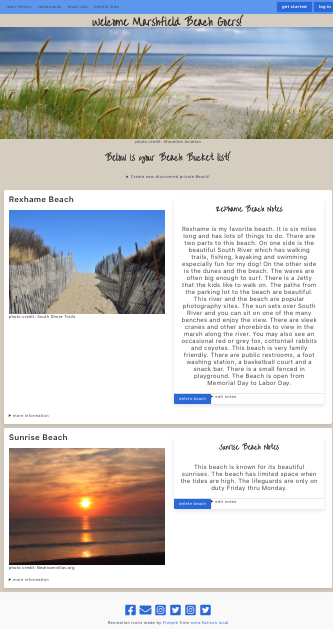 town history restaurants must visit helpful links get started log in
Welcome Marshfield Beach Goers!
photo credit: Shoreline Aviation
Below is your Beach Bucket list!
▶ Create new discovered private Beach!
Rexhame Beach
photo credit: South Shore Trails
▶ more information
Rexhame Beach Notes
Rexhame is my favorite beach. It is six miles
long and has lots of things to do. There are
two parts to this beach. On one side is the
beautiful South River which has walking
trails, fishing, kayaking and swimming
especially fun for my dog! On the other side
is the dunes and the beach. The waves are
often big enough to surf. There is a Jetty
that the kids like to walk on. The paths from
the parking lot to the beach are beautiful.
This river and the beach are popular
photography sites. The sun sets over South
River and you can sit on one of the many
benches and enjoy the view. There are sleek
cranes and other shorebirds to view in the
marsh along the river. You may also see an
occasional red or grey fox, cottontail rabbits
and coyotes. This beach is very family
friendly. There are public restrooms, a foot
washing station, a basketball court and a
snack bar. There is a small fenced in
playground. The Beach is open from
Memorial Day to Labor Day.
delete beach ▶ edit notes
Sunrise Beach
photo credit: Bedroomvillas.org
▶ more information
Sunrise Beach Notes
This beach is known for its beautiful
sunrises. The beach has limited space when
the tides are high. The lifeguards are only on
duty Friday thru Monday.
delete beach ▶ edit notes
Recreation icons made by Freepik from